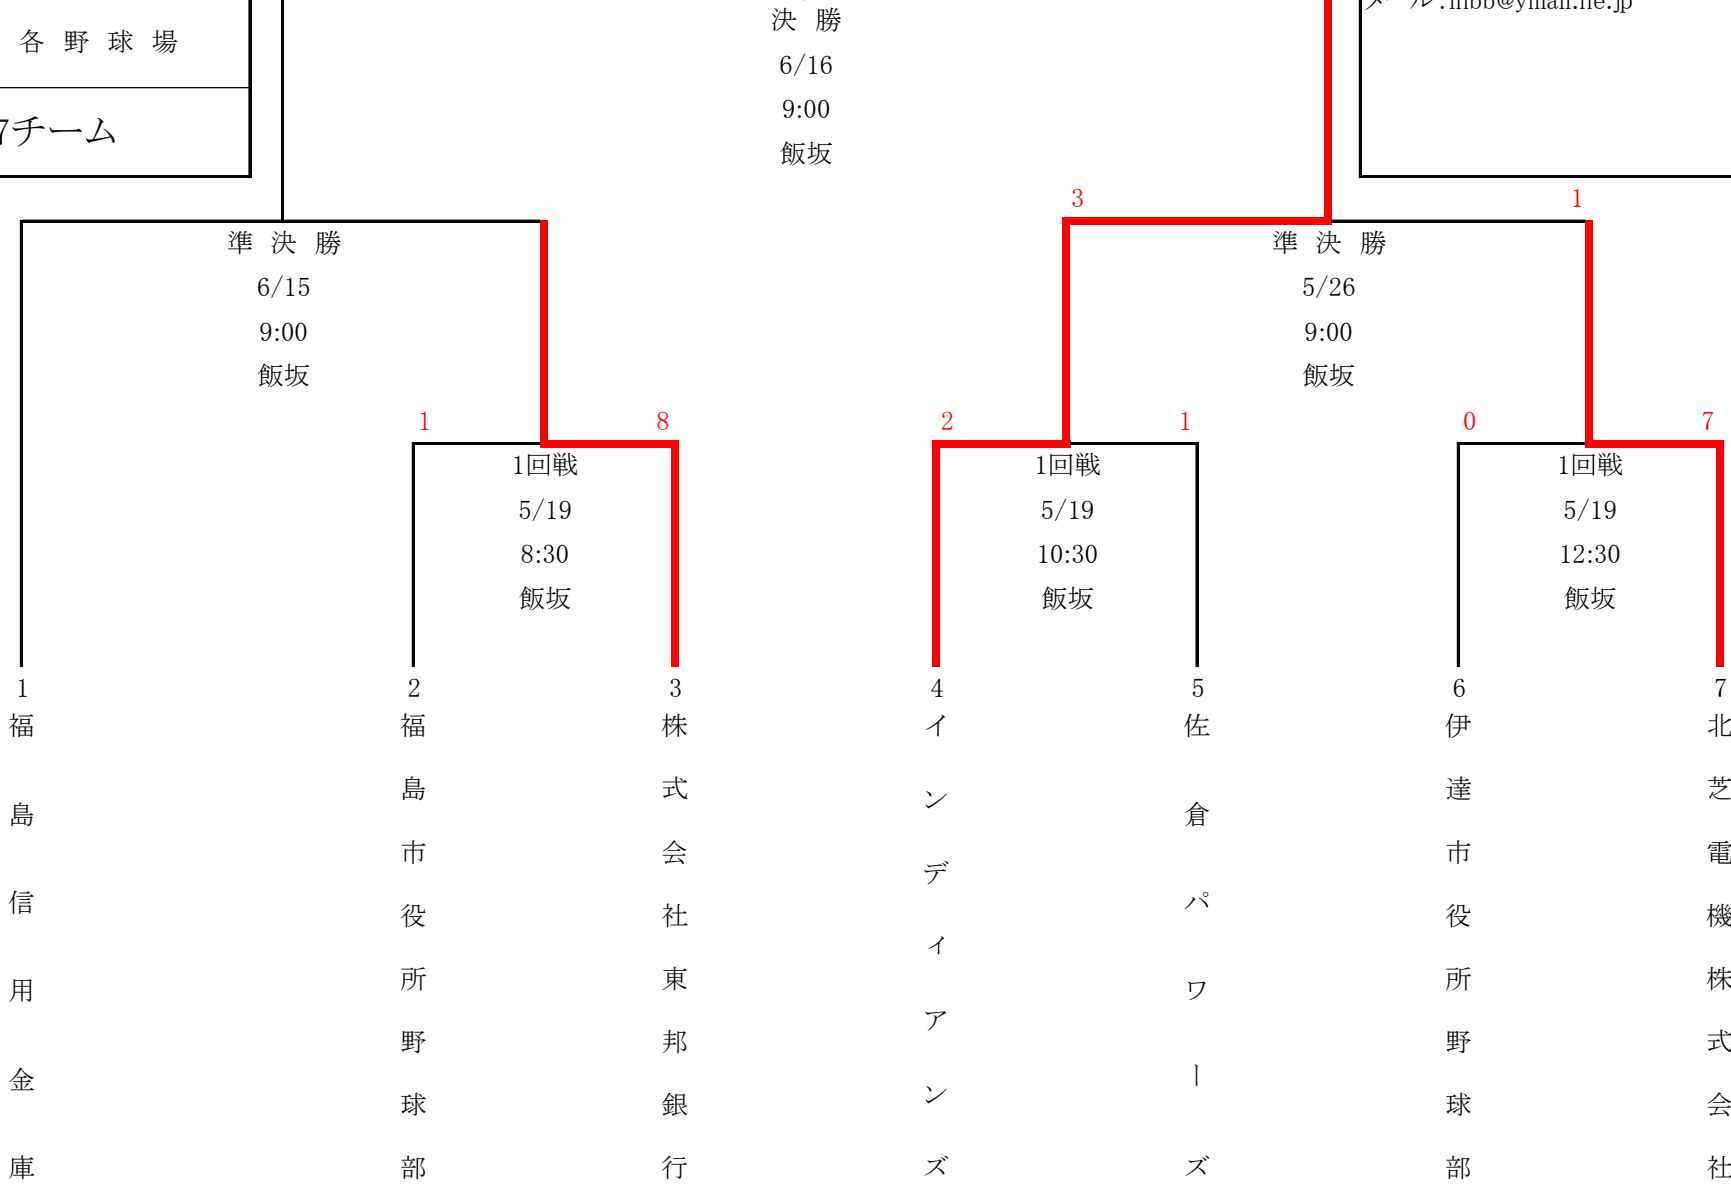 各野球場
7チーム
決勝
6/16
9:00
飯坂
メール:
3
1
準決勝
6/15
9:00
飯坂
準決勝
5/26
9:00
飯坂
1
8
2
1
0
7
1回戦
5/19
8:30
飯坂
1回戦
5/19
10:30
飯坂
1回戦
5/19
12:30
飯坂
1
福島信用金庫
2
福島市役所野球部
3
株式会社東邦銀行
4
インディアンズ
5
佐倉パワーズ
6
伊達市役所野球部
7
北芝電機株式会社